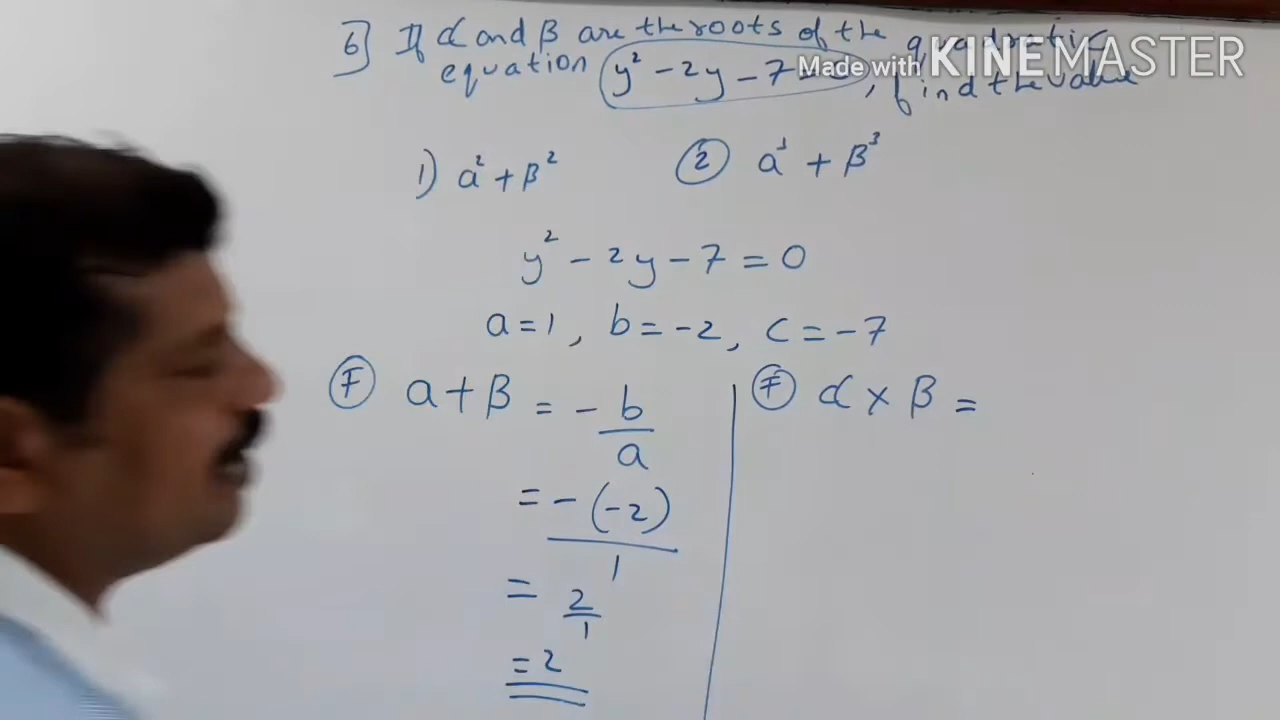 6] If α and β are the roots of the quadratic
equation y² - 2y - 7 = 0, find the value
Made with KINEMASTER
1) α² + β² ② α³ + β³
y² - 2y - 7 = 0
a = 1, b = -2, c = -7
Ⓕ α + β = - b/a
Ⓕ α × β =
= -(-2)/1
= 2/1
= 2